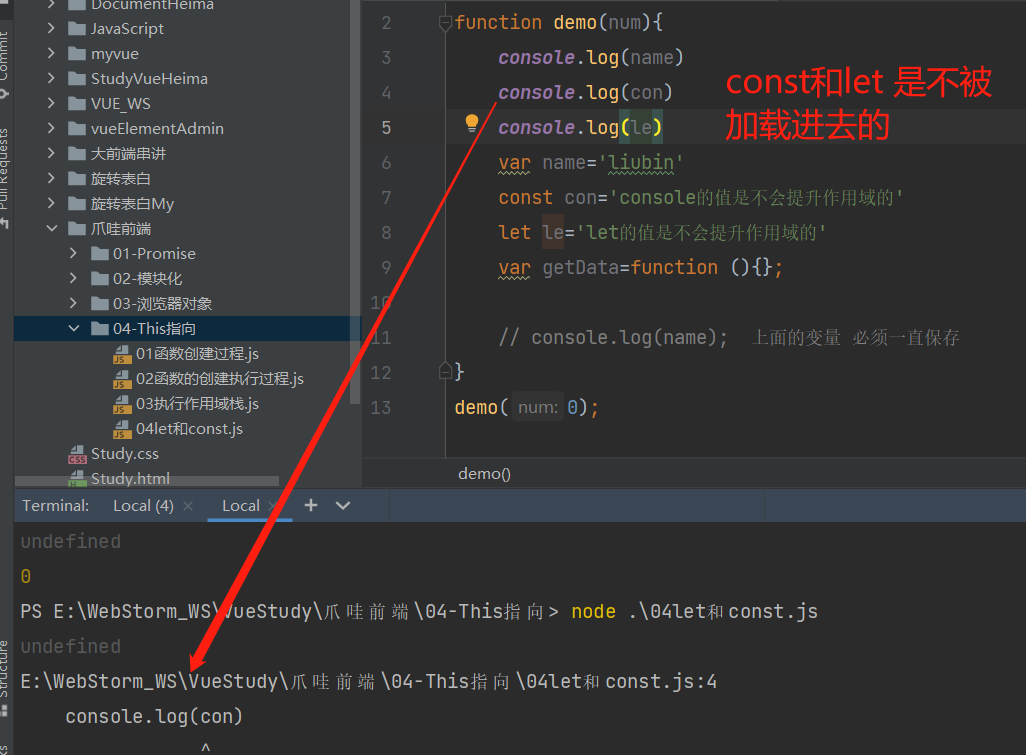 DocumentHeima
JavaScript
myvue
StudyVueHeima
VUE_WS
vueElementAdmin
大前端串讲
旋转表白
旋转表白My
爪哇前端
01-Promise
02-模块化
03-浏览器对象
04-This指向
01函数创建过程.js
02函数的创建执行过程.js
03执行作用域栈.js
04let和const.js
Study.css
Study.html
Commit
Pull Requests
Structure
2 function demo(num){
3 console.log(name)
4 console.log(con)
5 console.log(le)
6 var name='liubin'
7 const con='console的值是不会提升作用域的'
8 let le='let的值是不会提升作用域的'
9 var getData=function (){};
10
11 // console.log(name);  上面的变量 必须一直保存
12 }
13 demo( num: 0);
const和let 是不被
加载进去的
demo()
Terminal: Local (4) × Local × +
undefined
0
PS E:\WebStorm_WS\VueStudy\爪哇前端\04-This指向> node .\04let和const.js
undefined
E:\WebStorm_WS\VueStudy\爪哇前端\04-This指向\04let和const.js:4
console.log(con)
^